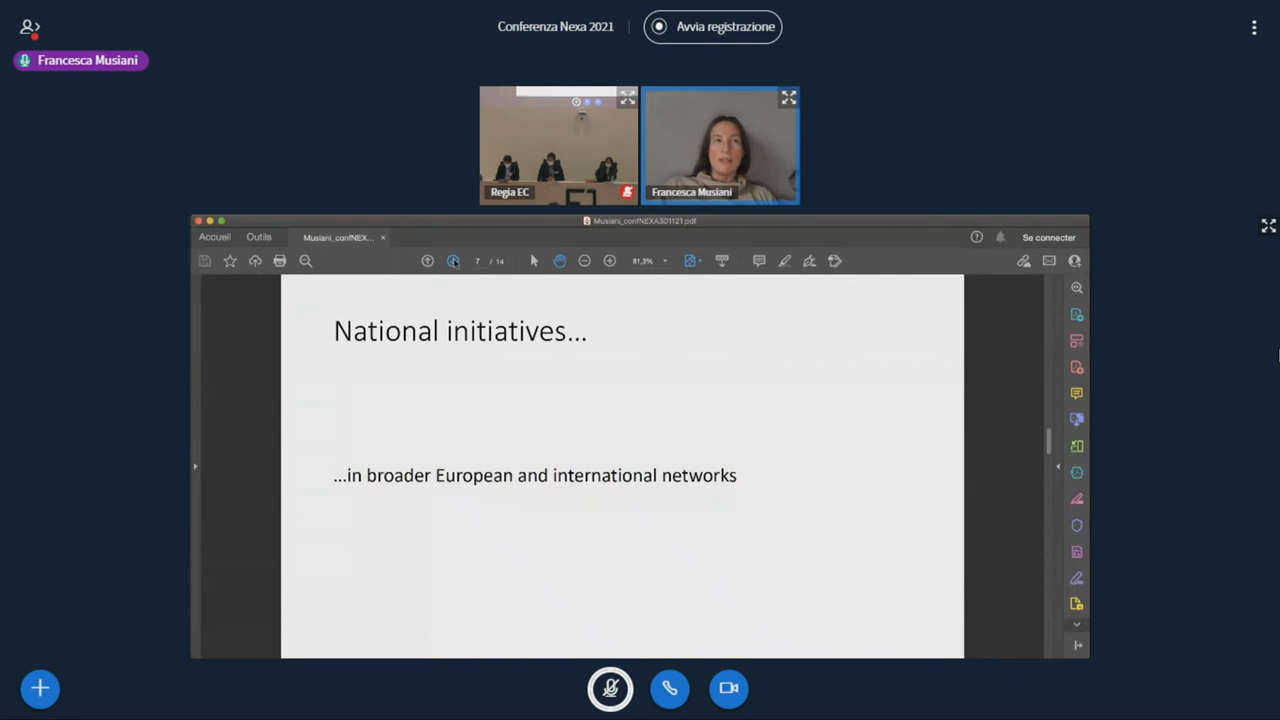 Conferenza Nexa 2021
Avvia registrazione
Francesca Musiani
Regia EC
Francesca Musiani
Musiani_confNEXA301121.pdf
Accueil
Outils
Musiani_confNEX...
×
Se connecter
7 / 14
81,3%
National initiatives...
...in broader European and international networks